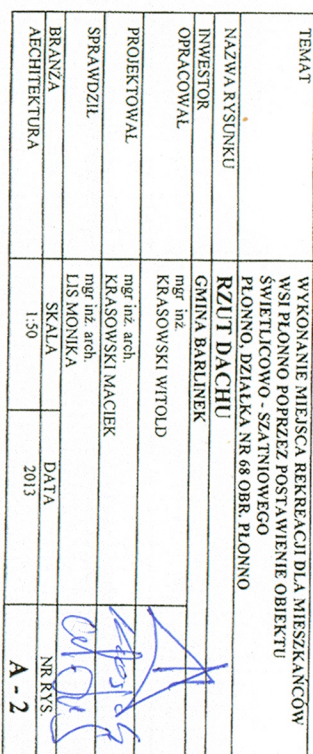 TEMAT
WYKONANIE MIEJSCA REKREACJI DLA MIESZKAŃCÓW
WSI PŁONNO POPRZEZ POSTAWIENIE OBIEKTU
ŚWIETLICOWO - SZATNIOWEGO
PŁONNO, DZIAŁKA NR 68 OBR. PŁONNO
NAZWA RYSUNKU RZUT DACHU
INWESTOR GMINA BARLINEK
OPRACOWAŁ mgr inż.
KRASOWSKI WITOLD
PROJEKTOWAŁ mgr inż. arch.
KRASOWSKI MACIEK
SPRAWDZIŁ mgr inż. arch.
LIS MONIKA
BRANŻA SKALA DATA NR RYS.
AECHITEKTURA 1:50 2013 A - 2